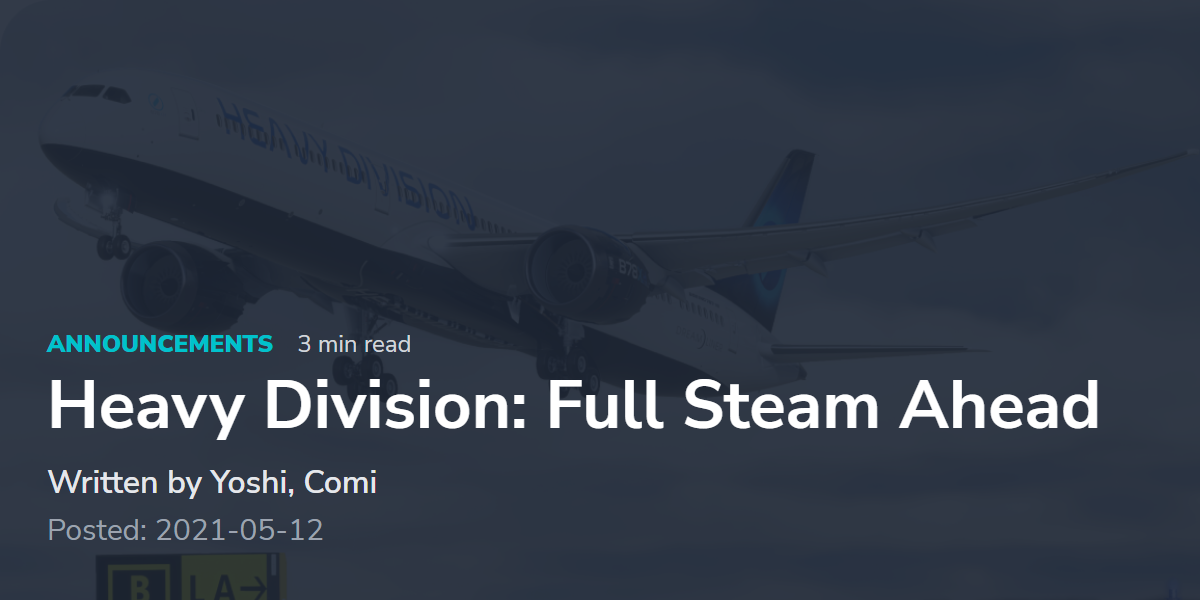 HEAVY DIVISION
ANNOUNCEMENTS 3 min read
Heavy Division: Full Steam Ahead
Written by Yoshi, Comi
Posted: 2021-05-12
B LA→